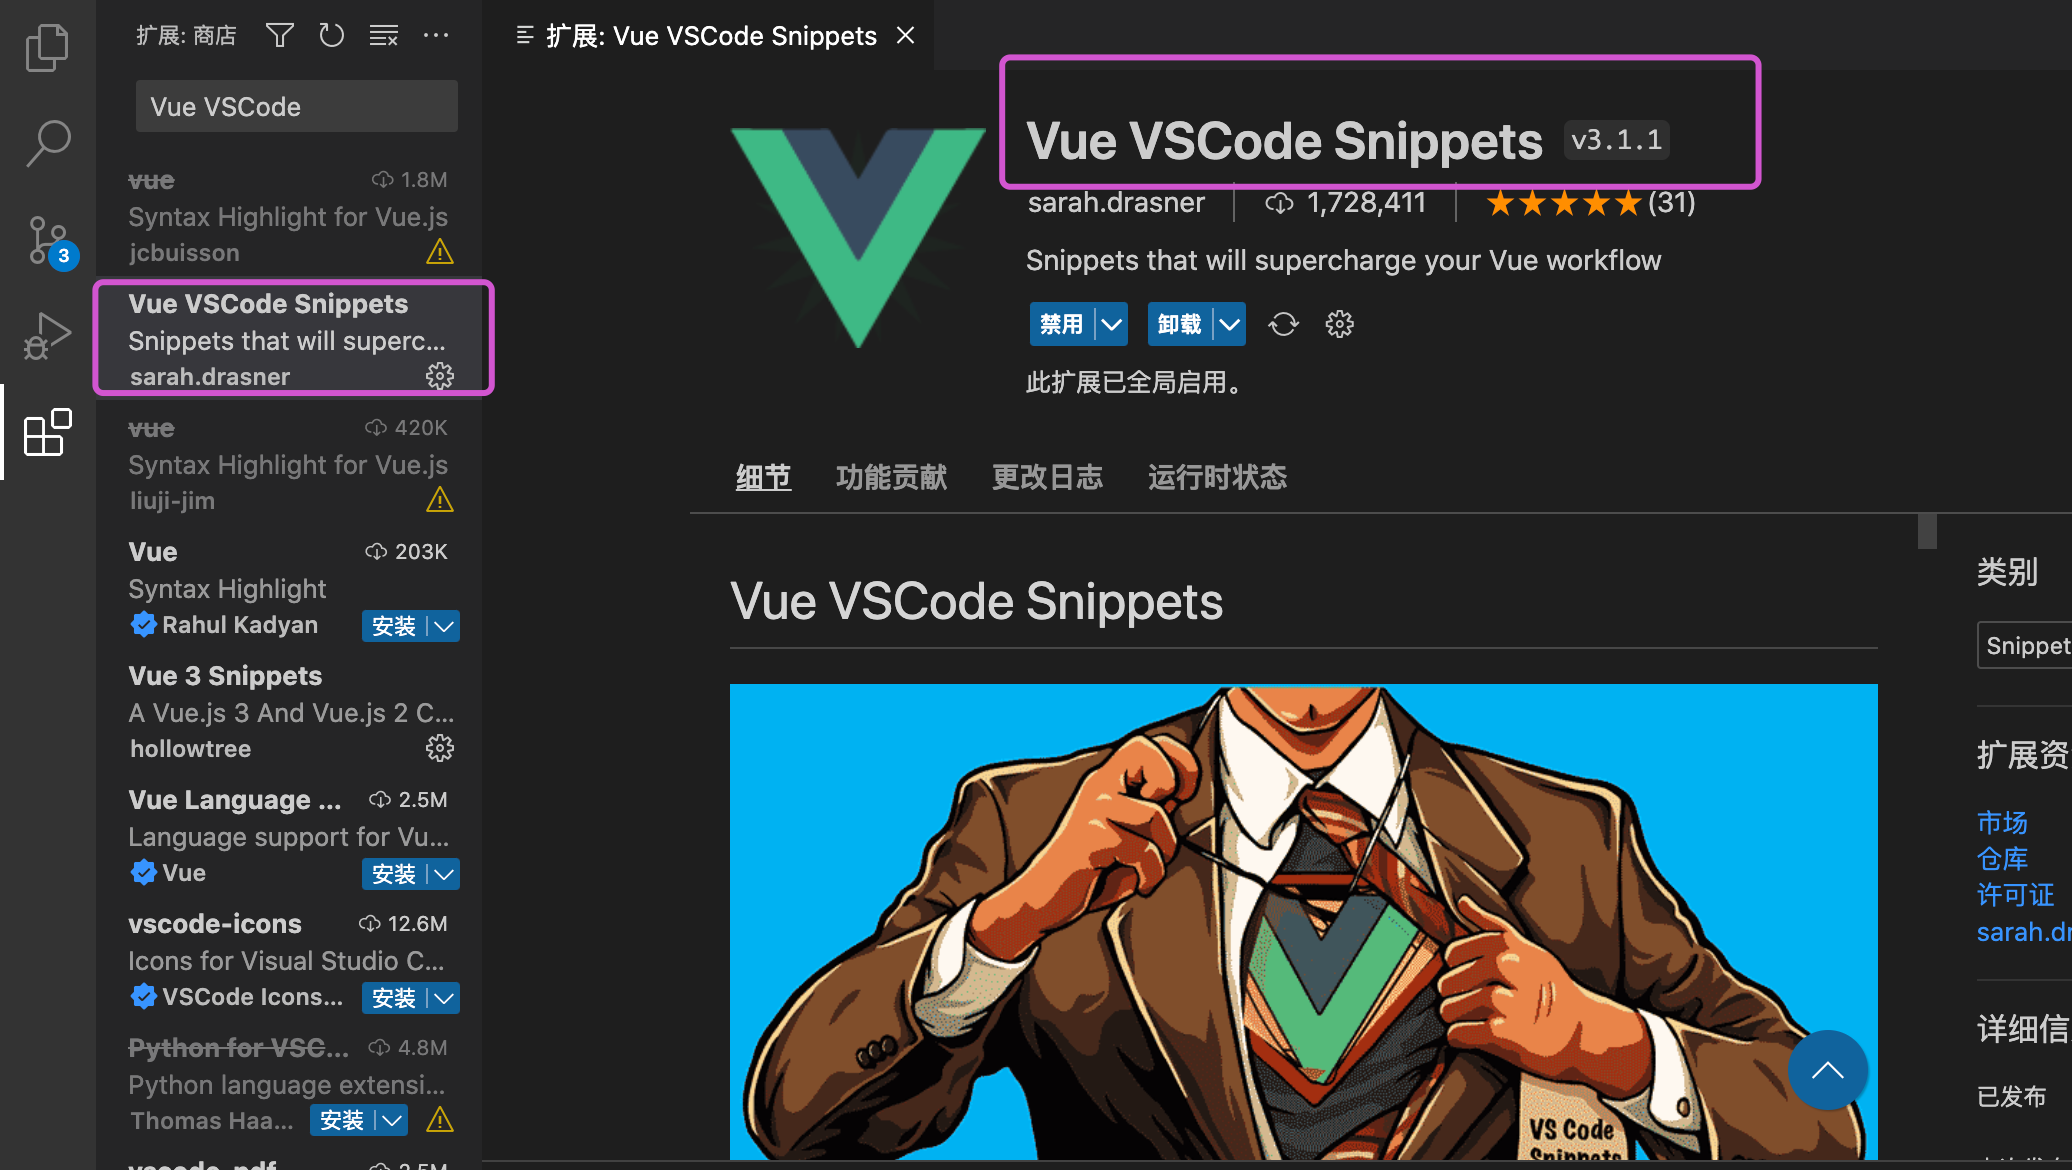 扩展: 商店
Vue VSCode
vue 1.8M
Syntax Highlight for Vue.js
jcbuisson
3
Vue VSCode Snippets
Snippets that will superc...
sarah.drasner
vue 420K
Syntax Highlight for Vue.js
liuji-jim
Vue 203K
Syntax Highlight
Rahul Kadyan 安装
Vue 3 Snippets
A Vue.js 3 And Vue.js 2 C...
hollowtree
Vue Language ... 2.5M
Language support for Vu...
Vue 安装
vscode-icons 12.6M
Icons for Visual Studio C...
VSCode Icons... 安装
Python for VSC... 4.8M
Python language extensi...
Thomas Haa... 安装
扩展: Vue VSCode Snippets
Vue VSCode Snippets v3.1.1
sarah.drasner 1,728,411 (31)
Snippets that will supercharge your Vue workflow
禁用 卸载
此扩展已全局启用。
细节 功能贡献 更改日志 运行时状态
Vue VSCode Snippets
VS Code
Snippets
类别
Snippet
扩展资
市场
仓库
许可证
sarah.dr
详细信
已发布